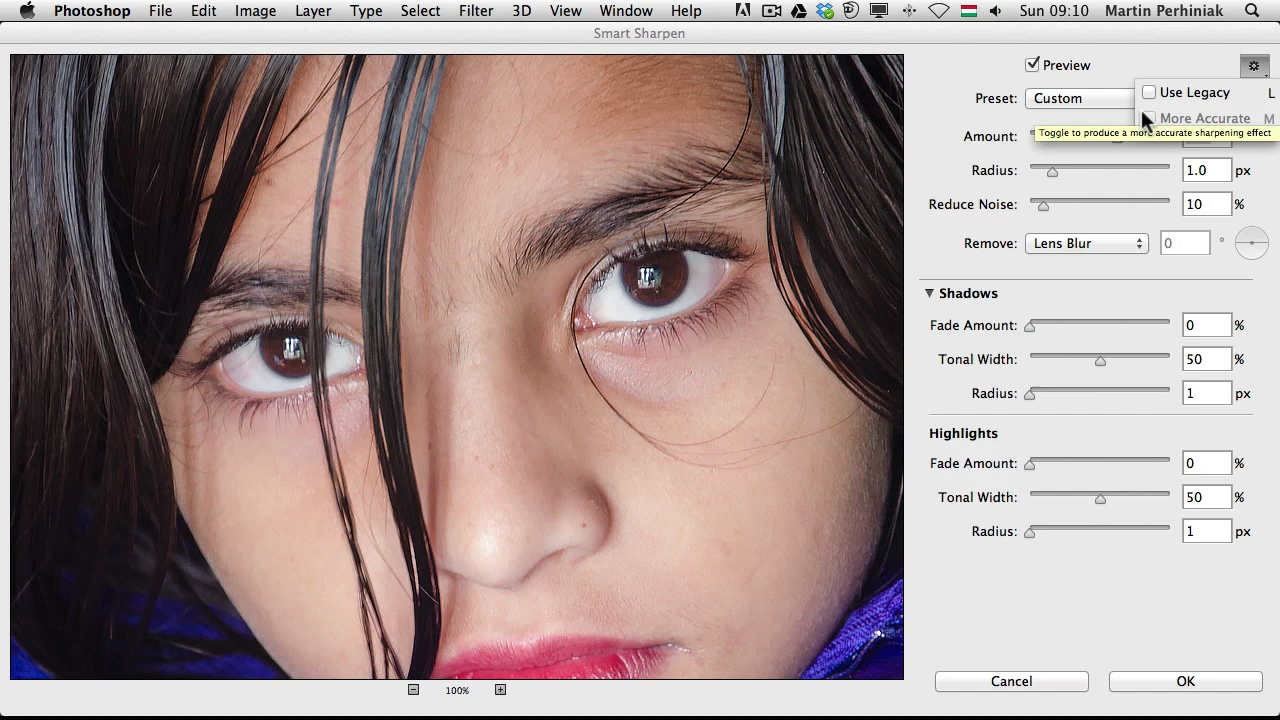 Photoshop File Edit Image Layer Type Select Filter 3D View Window Help Sun 09:10 Martin Perhiniak
Smart Sharpen
Preview
Preset: Custom
Use Legacy L
More Accurate M
Toggle to produce a more accurate sharpening effect
Amount:
Radius: 1.0 px
Reduce Noise: 10 %
Remove: Lens Blur 0 °
Shadows
Fade Amount: 0 %
Tonal Width: 50 %
Radius: 1 px
Highlights
Fade Amount: 0 %
Tonal Width: 50 %
Radius: 1 px
Cancel OK
100%